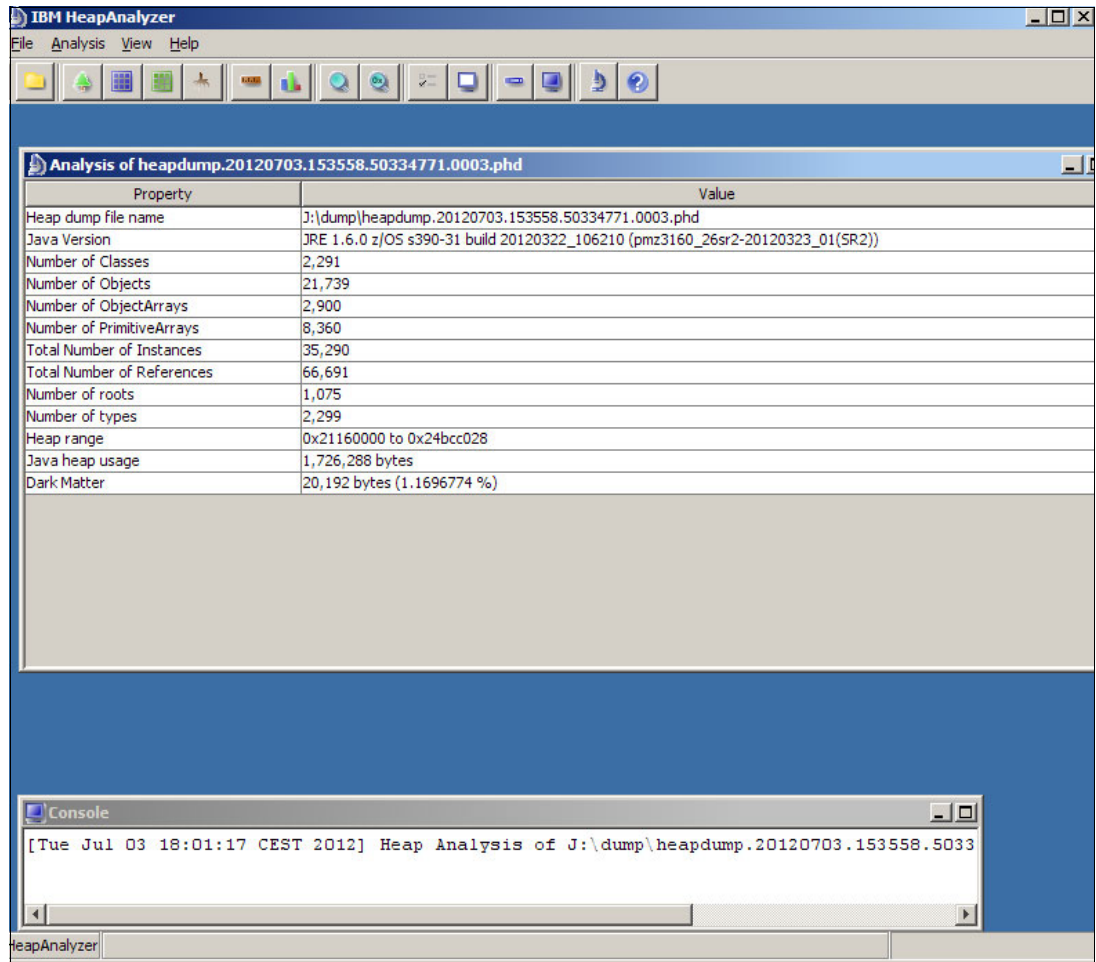 IBM HeapAnalyzer
File Analysis View Help
Analysis of heapdump.20120703.153558.50334771.0003.phd
Property Value
Heap dump file name J:\dump\heapdump.20120703.153558.50334771.0003.phd
Java Version JRE 1.6.0 z/OS s390-31 build 20120322_106210 (pmz3160_26sr2-20120323_01(SR2))
Number of Classes 2,291
Number of Objects 21,739
Number of ObjectArrays 2,900
Number of PrimitiveArrays 8,360
Total Number of Instances 35,290
Total Number of References 66,691
Number of roots 1,075
Number of types 2,299
Heap range 0x21160000 to 0x24bcc028
Java heap usage 1,726,288 bytes
Dark Matter 20,192 bytes (1.1696774 %)
Console
[Tue Jul 03 18:01:17 CEST 2012] Heap Analysis of J:\dump\heapdump.20120703.153558.5033
HeapAnalyzer